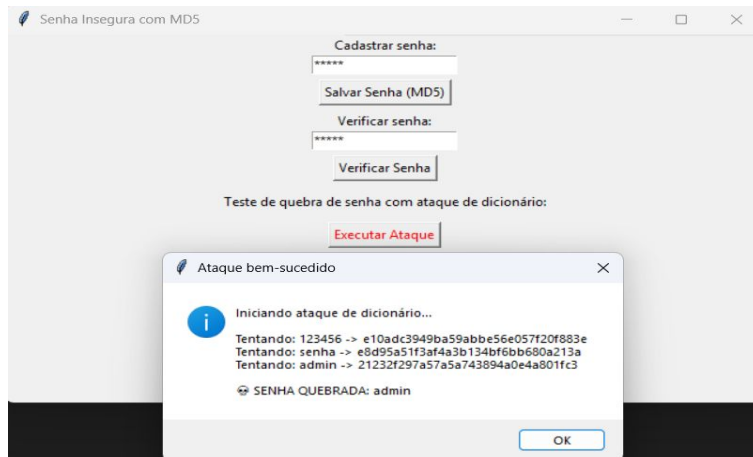 Senha Insegura com MD5
Cadastrar senha:
*****
Salvar Senha (MD5)
Verificar senha:
*****
Verificar Senha
Teste de quebra de senha com ataque de dicionário:
Executar Ataque
Ataque bem-sucedido
Iniciando ataque de dicionário...
Tentando: 123456 -> e10adc3949ba59abbe56e057f20f883e
Tentando: senha -> e8d95a51f3af4a3b134bf6bb680a213a
Tentando: admin -> 21232f297a57a5a743894a0e4a801fc3
💀 SENHA QUEBRADA: admin
OK